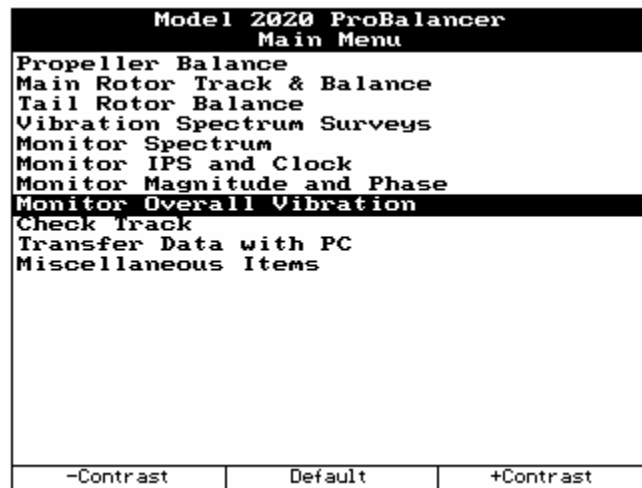 Model 2020 ProBalancer
Main Menu
Propeller Balance
Main Rotor Track & Balance
Tail Rotor Balance
Vibration Spectrum Surveys
Monitor Spectrum
Monitor IPS and Clock
Monitor Magnitude and Phase
Monitor Overall Vibration
Check Track
Transfer Data with PC
Miscellaneous Items
-Contrast Default +Contrast